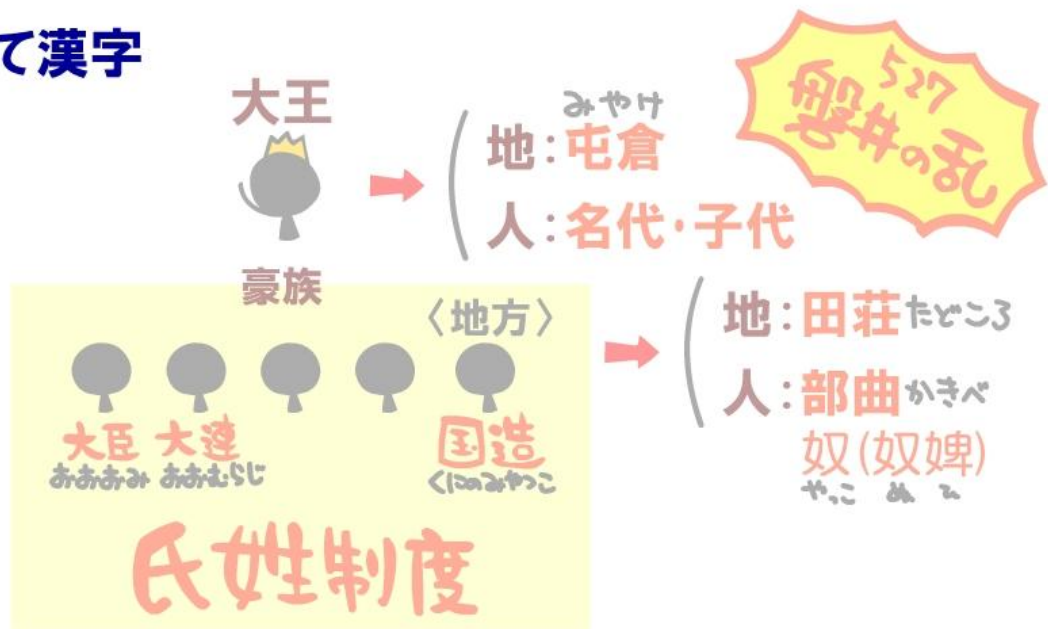 て漢字
大王
みやけ
地:屯倉
人:名代・子代
527
磐井の乱
豪族
〈地方〉
大臣 大連
おおおみ おおむらじ
国造
くにのみやつこ
氏姓制度
地:田荘たどころ
人:部曲かきべ
奴(奴婢)
やっこ ぬ ひ